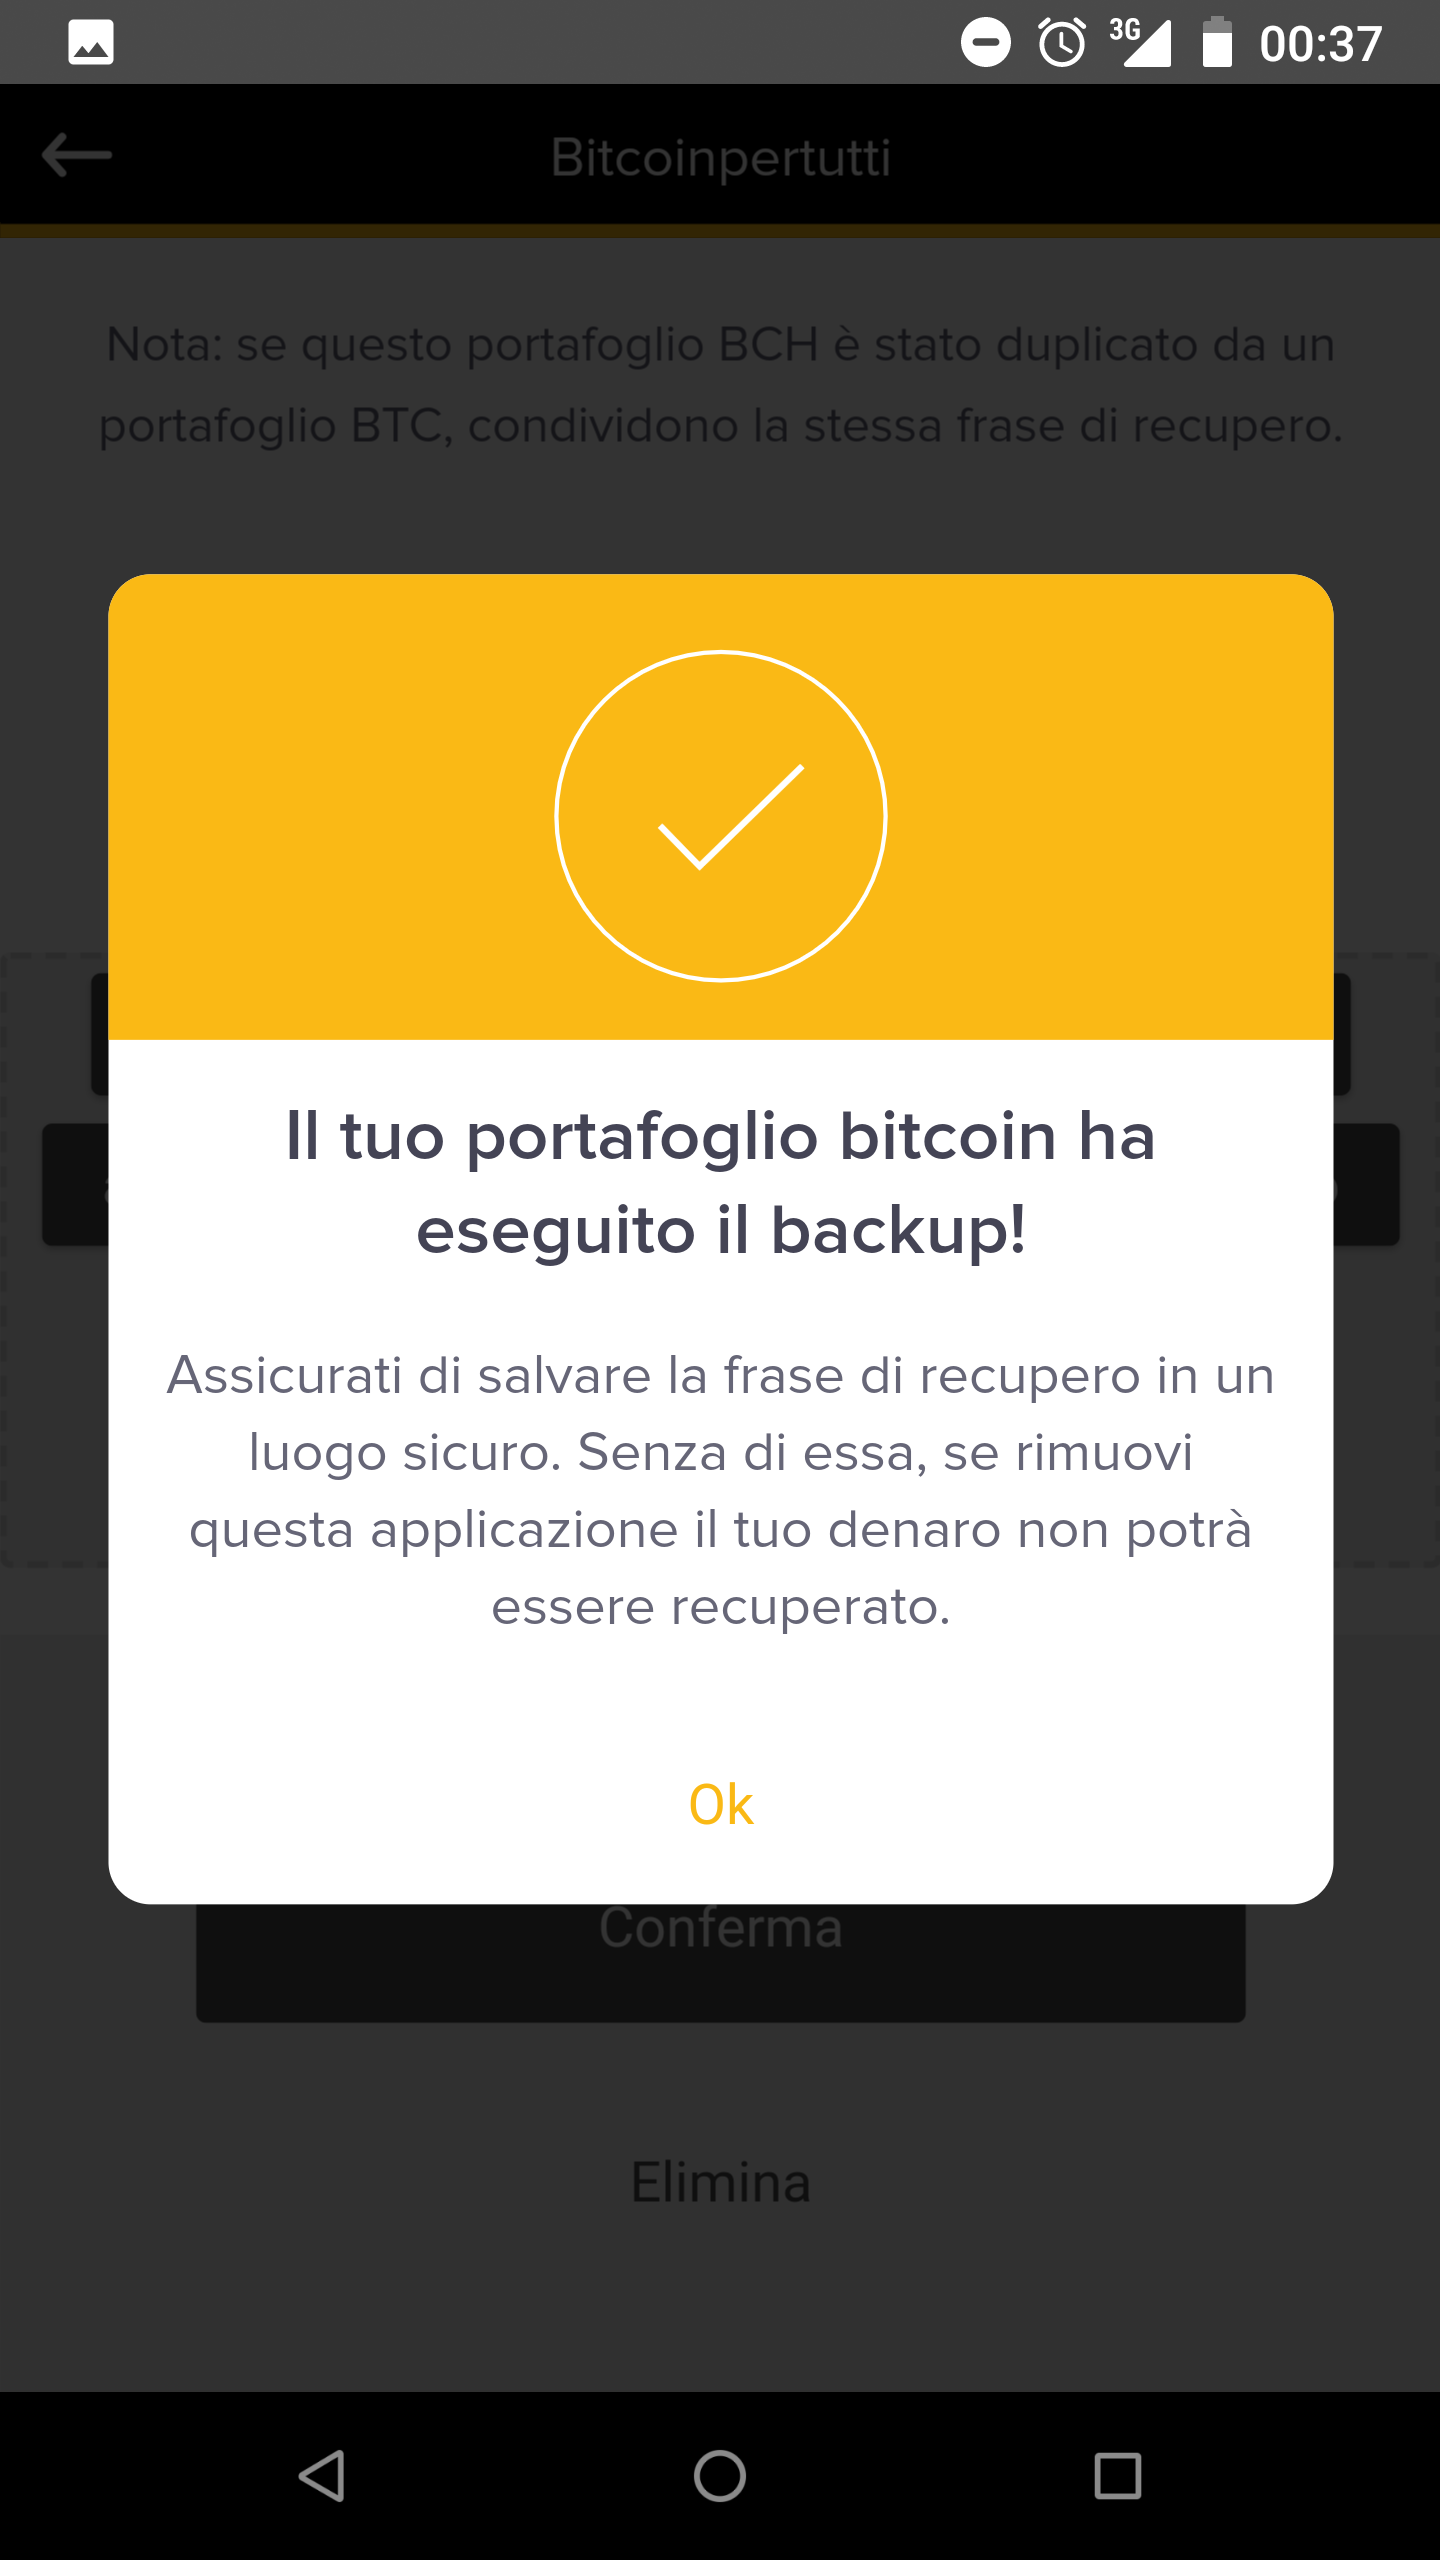 3G
00:37
Bitcoinpertutti
Nota: se questo portafoglio BCH è stato duplicato da un
portafoglio BTC, condividono la stessa frase di recupero.
Il tuo portafoglio bitcoin ha
eseguito il backup!
Assicurati di salvare la frase di recupero in un
luogo sicuro. Senza di essa, se rimuovi
questa applicazione il tuo denaro non potrà
essere recuperato.
Ok
Conferma
Elimina